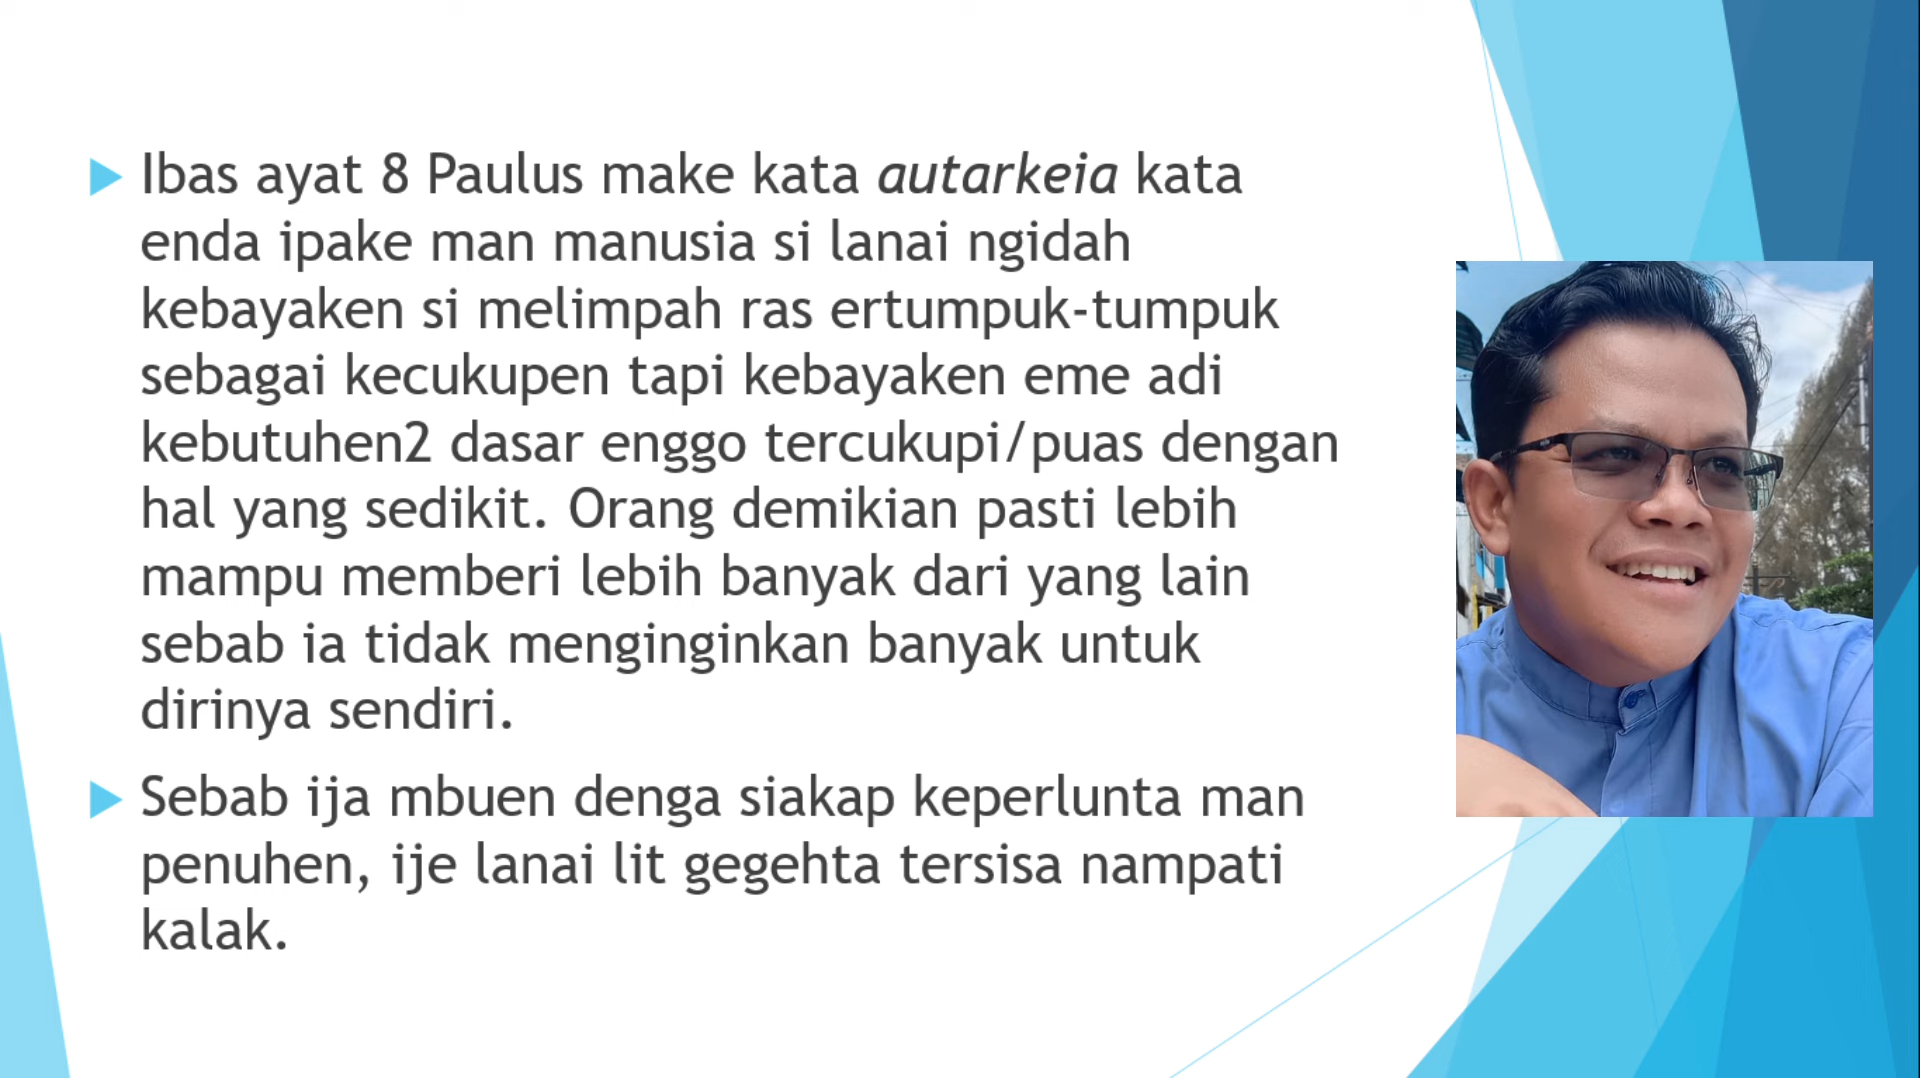 Ibas ayat 8 Paulus make kata autarkeia kata
enda ipake man manusia si lanai ngidah
kebayaken si melimpah ras ertumpuk-tumpuk
sebagai kecukupen tapi kebayaken eme adi
kebutuhen2 dasar enggo tercukupi/puas dengan
hal yang sedikit. Orang demikian pasti lebih
mampu memberi lebih banyak dari yang lain
sebab ia tidak menginginkan banyak untuk
dirinya sendiri.
Sebab ija mbuen denga siakap keperlunta man
penuhen, ije lanai lit gegehta tersisa nampati
kalak.